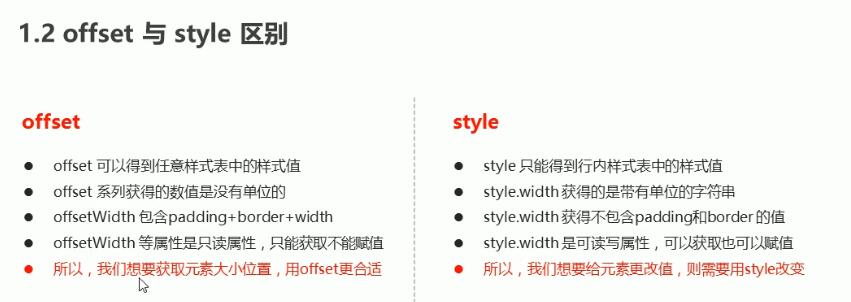 1.2 offset 与 style 区别
offset
● offset 可以得到任意样式表中的样式值
● offset 系列获得的数值是没有单位的
● offsetWidth 包含padding+border+width
● offsetWidth 等属性是只读属性，只能获取不能赋值
● 所以，我们想要获取元素大小位置，用offset更合适
style
● style 只能得到行内样式表中的样式值
● style.width 获得的是带有单位的字符串
● style.width 获得不包含padding和border 的值
● style.width 是可读写属性，可以获取也可以赋值
● 所以，我们想要给元素更改值，则需要用style改变